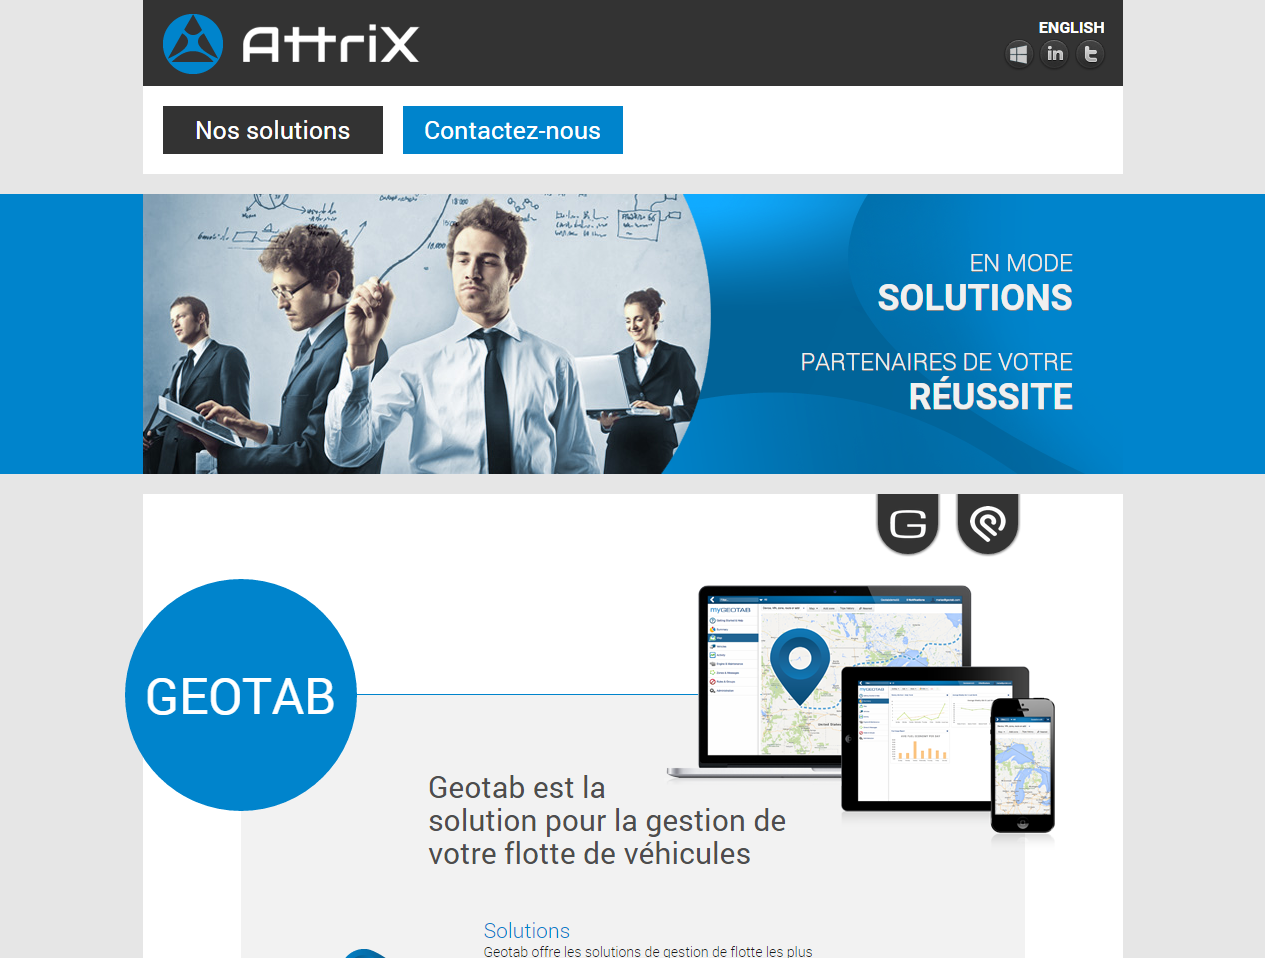 AttriX
ENGLISH
Nos solutions
Contactez-nous
EN MODE
SOLUTIONS
PARTENAIRES DE VOTRE
RÉUSSITE
GEOTAB
myGEOTAB
Geotab est la
solution pour la gestion de
votre flotte de véhicules
Solutions
Geotab offre les solutions de gestion de flotte les plus